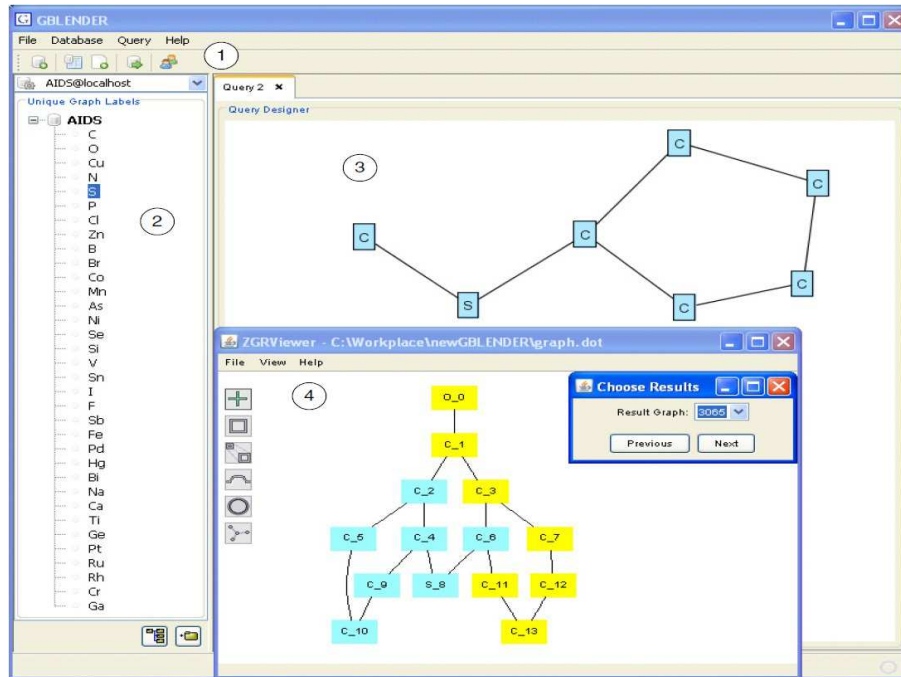 GBLENDER
File Database Query Help
1
AIDS@localhost
Unique Graph Labels
AIDS
C
O
Cu
N
S
P
Cl
Zn
B
Br
Co
Mn
As
Ni
Se
Si
V
Sn
I
F
Sb
Fe
Pd
Hg
Bi
Na
Ca
Ti
Ge
Pt
Ru
Rh
Cr
Ga
2
Query 2
Query Designer
3
C
C
C
C
S
C
C
ZGRViewer - C:\Workplace\newGBLENDER\graph.dot
File View Help
4
O_0
C_1
C_2 C_3
C_5 C_4 C_6 C_7
C_9 S_8 C_11 C_12
C_10 C_13
Choose Results
Result Graph: 3065
Previous Next